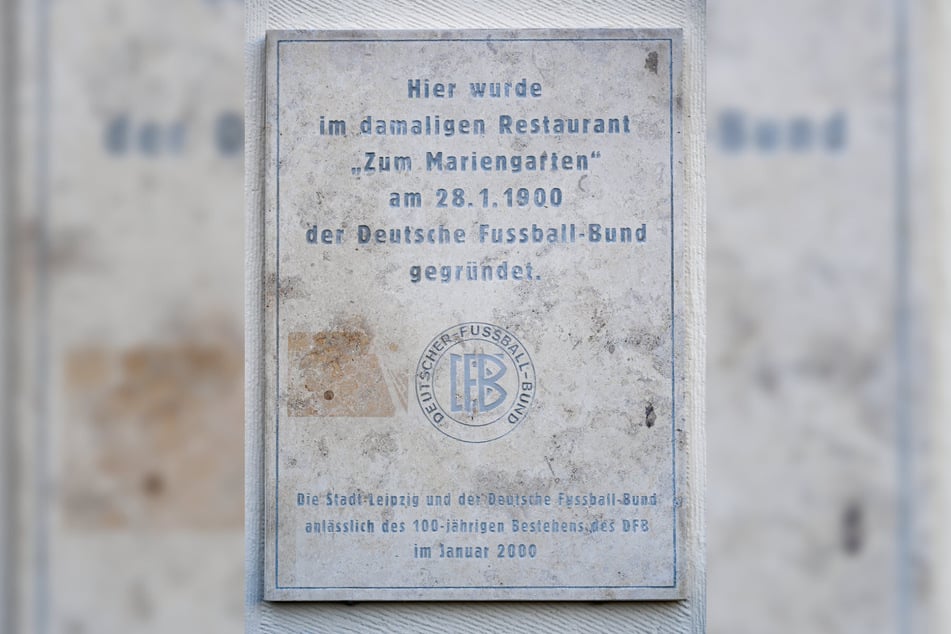 Hier wurde
im damaligen Restaurant
„Zum Mariengarten“
am 28.1.1900
der Deutsche Fussball-Bund
gegründet.
DEUTSCHER-FUSSBALL-BUND
DFB
Die Stadt Leipzig und der Deutsche Fussball-Bund
anlässlich des 100-jährigen Bestehens des DFB
im Januar 2000